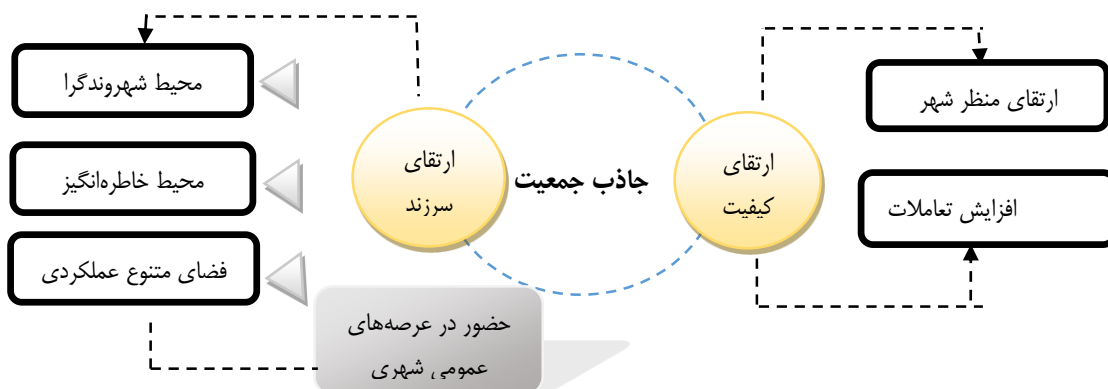 ارتقای منظر شهر
افزایش تعاملات
ارتقای
کیفیت
جاذب جمعیت
ارتقای
سرزند
محیط شهروندگرا
محیط خاطره‌انگیز
فضای متنوع عملکردی
حضور در عرصه‌های
عمومی شهری